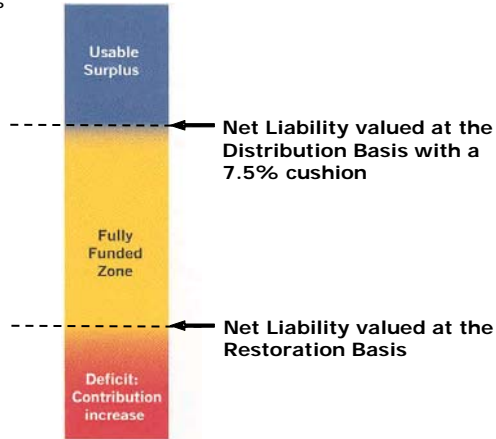 Usable
Surplus
Net Liability valued at the
Distribution Basis with a
7.5% cushion
Fully
Funded
Zone
Net Liability valued at the
Restoration Basis
Deficit:
Contribution
increase